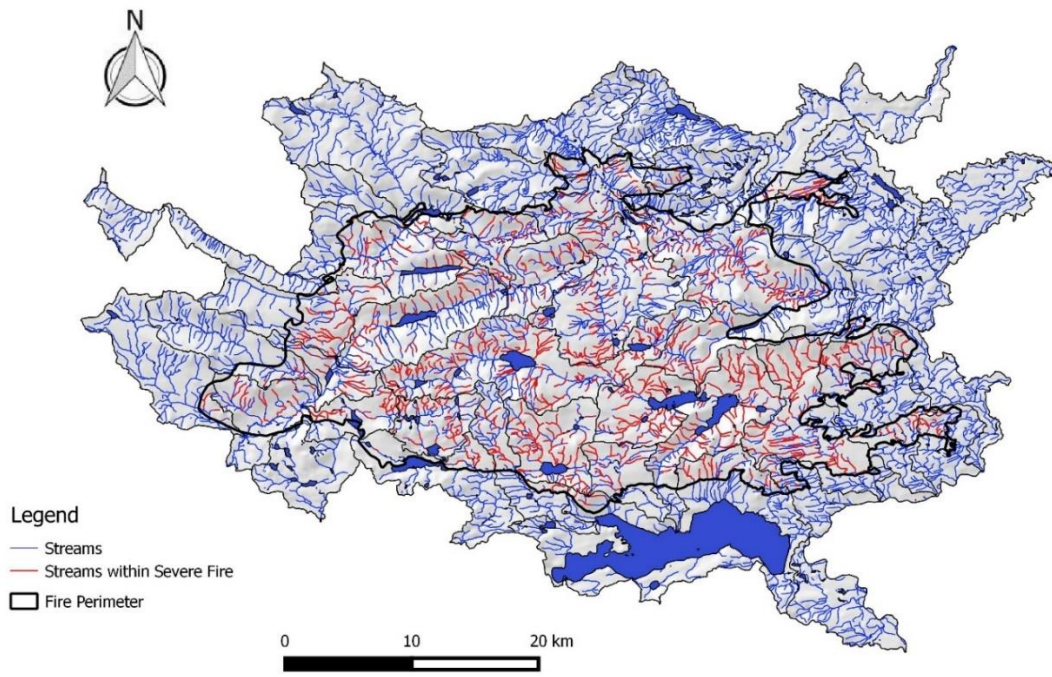 N
Legend
Streams
Streams within Severe Fire
Fire Perimeter
0 10 20 km